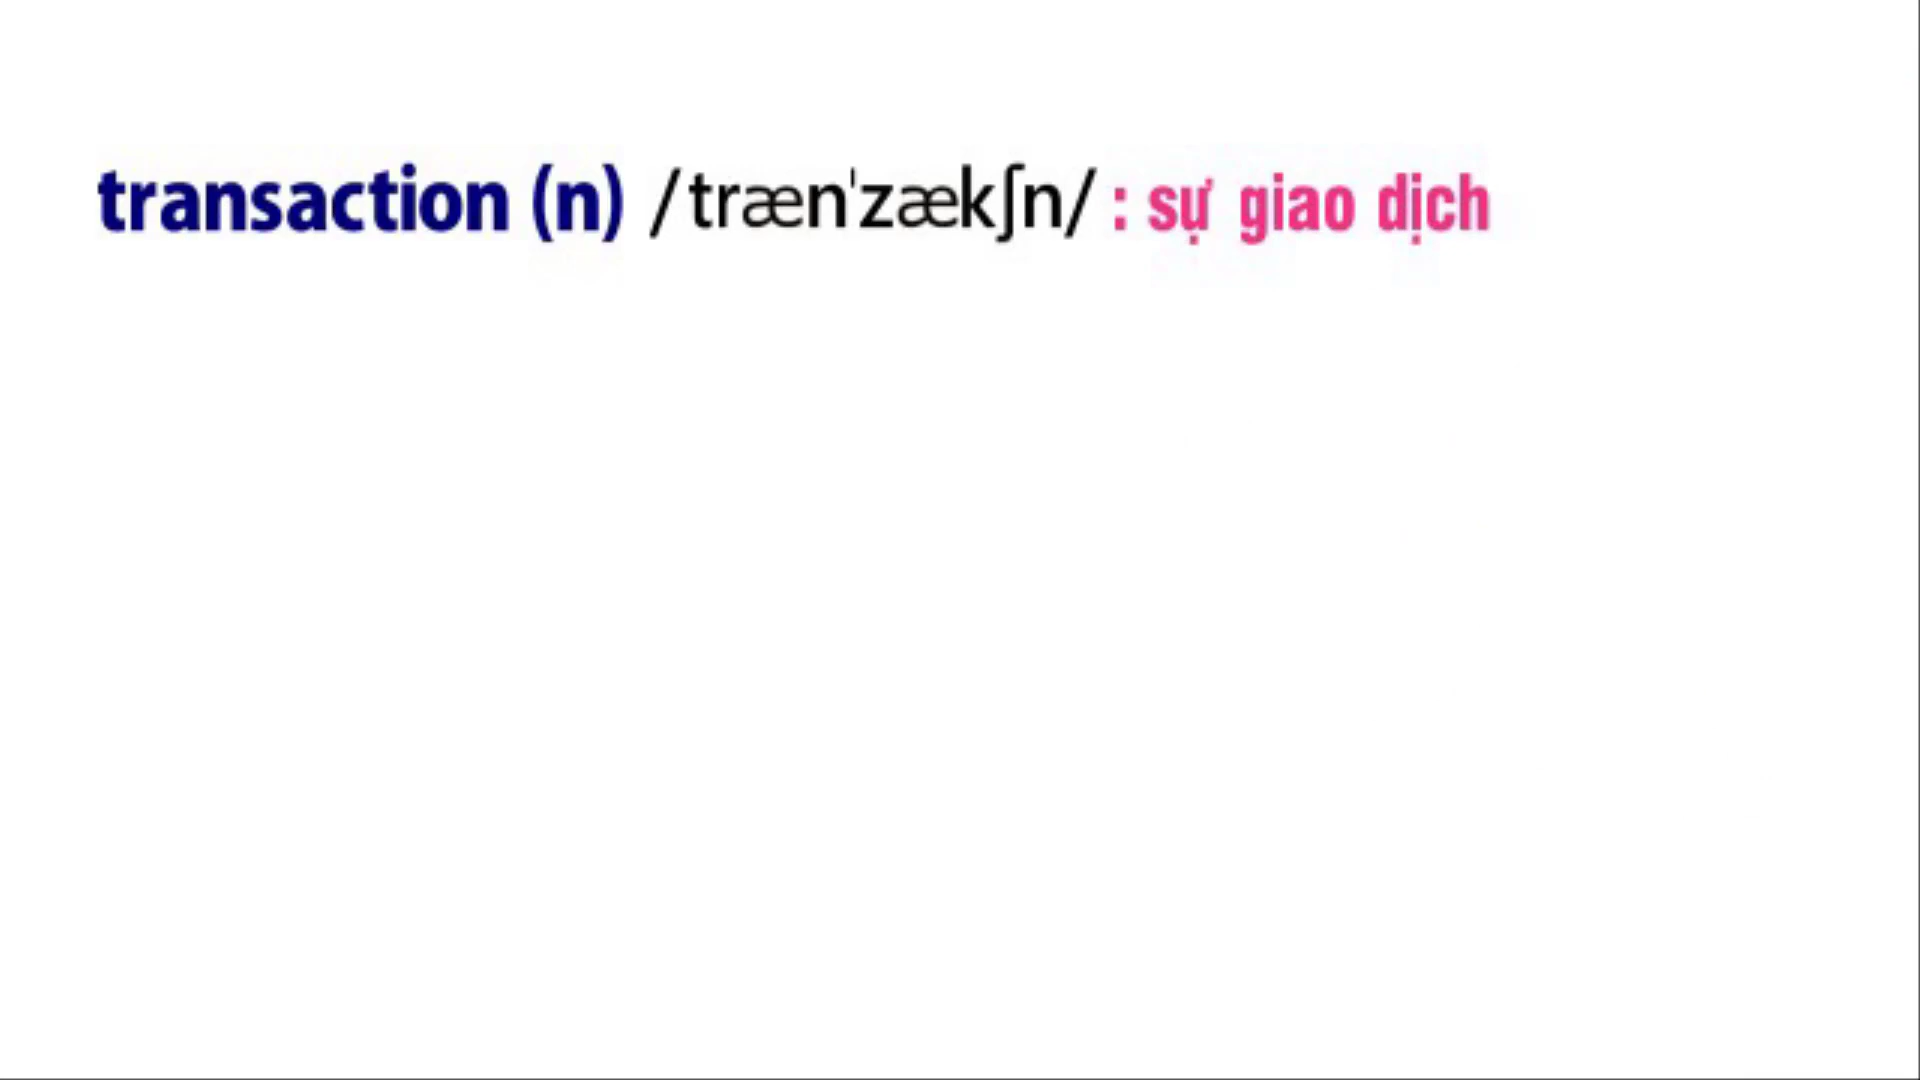 transaction (n) /trænˈzækʃn/ : sự giao dịch